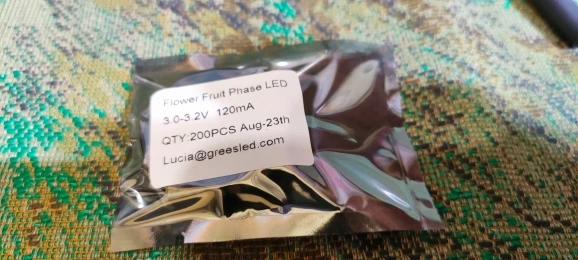 Flower Fruit Phase LED
3.0-3.2V 120mA
QTY:200PCS Aug-23th
Lucia@greesled.com